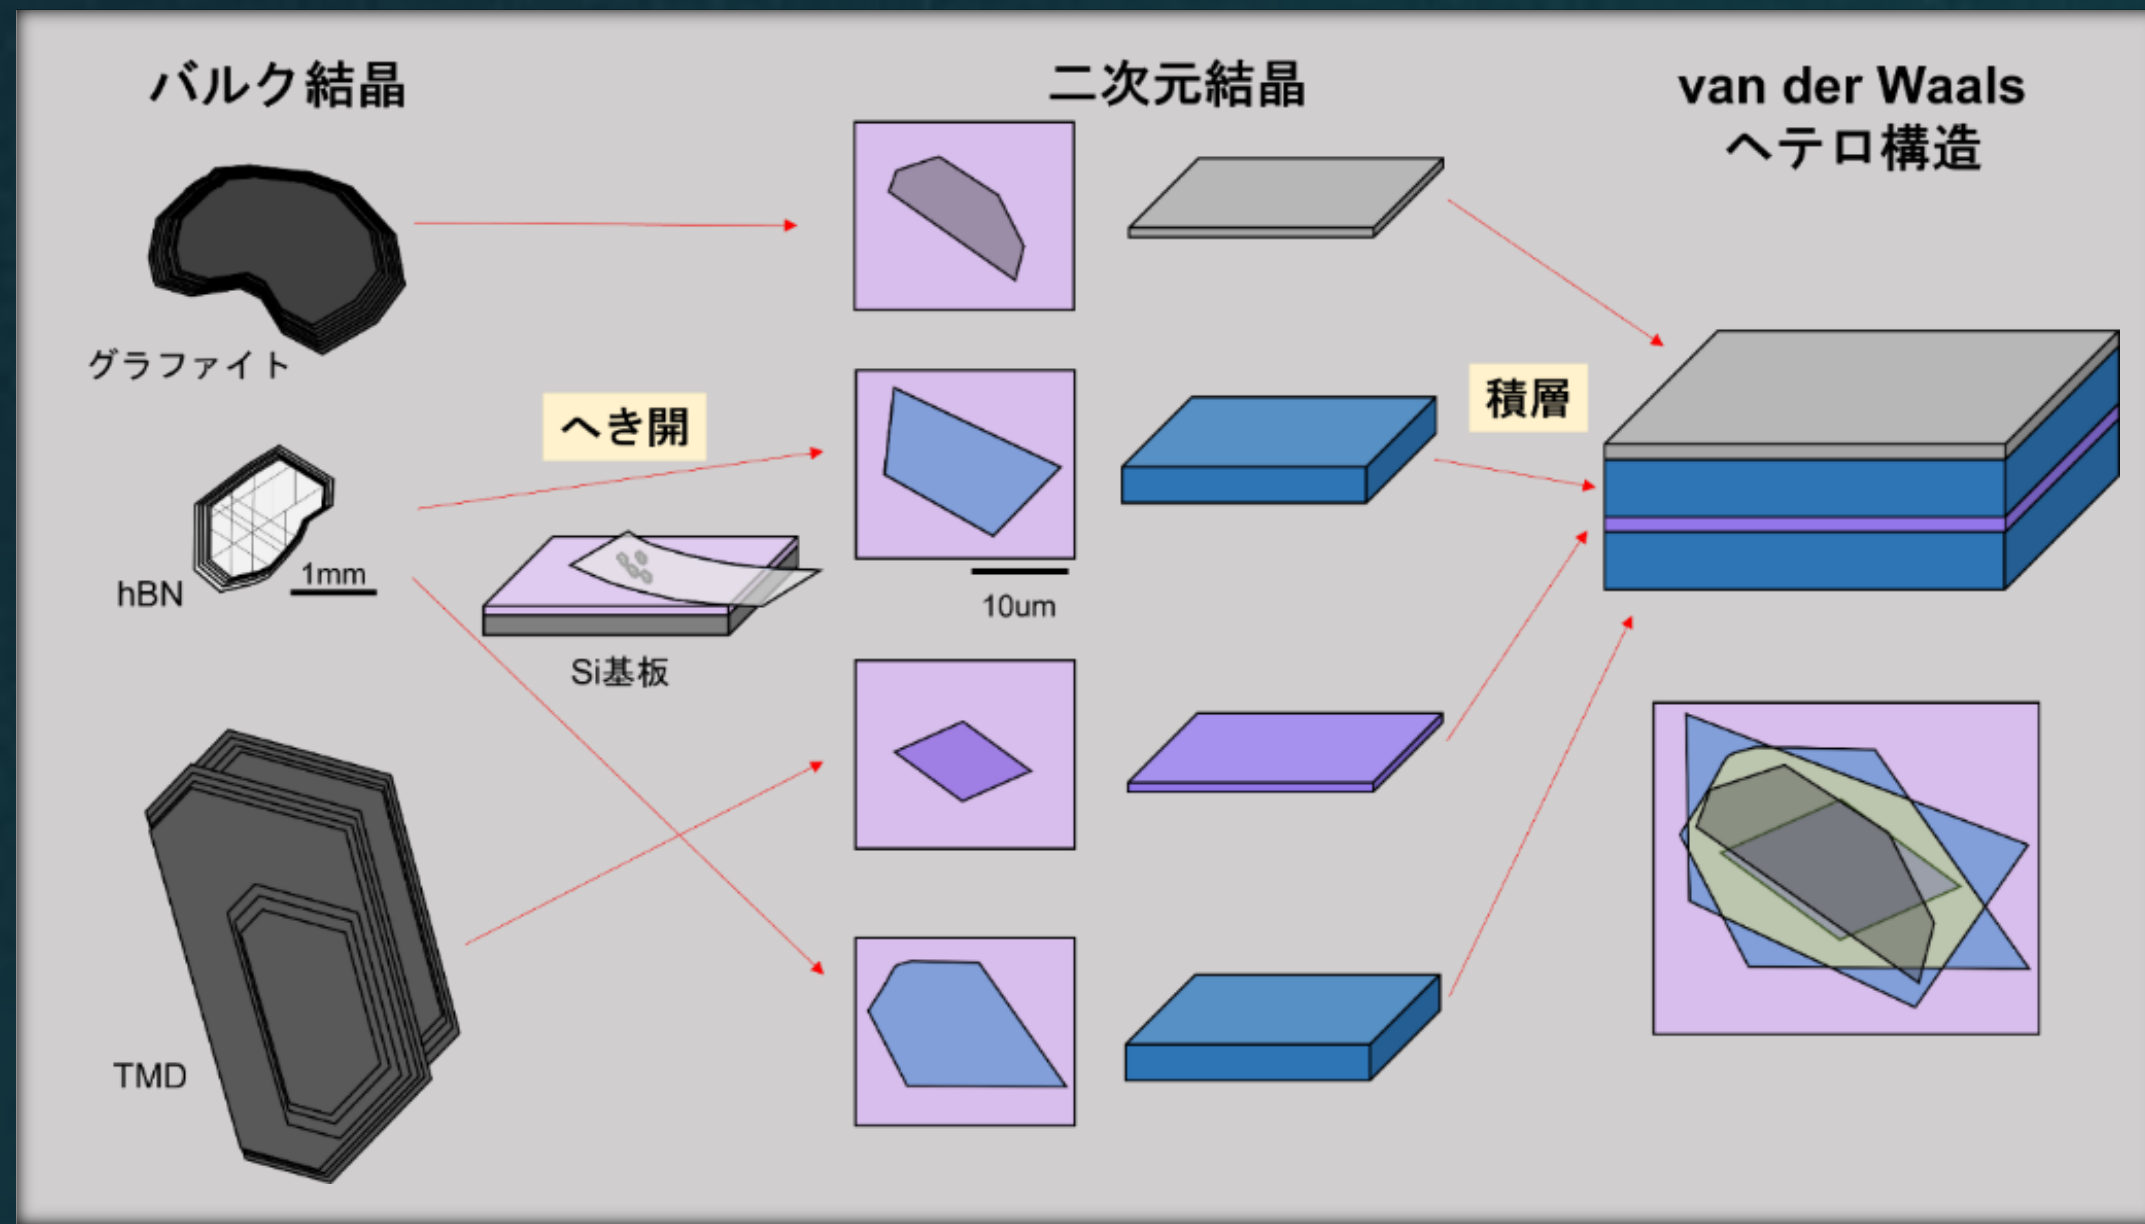 バルク結晶
二次元結晶
van der Waals
ヘテロ構造
グラファイト
へき開
積層
hBN
1mm
10um
Si基板
TMD